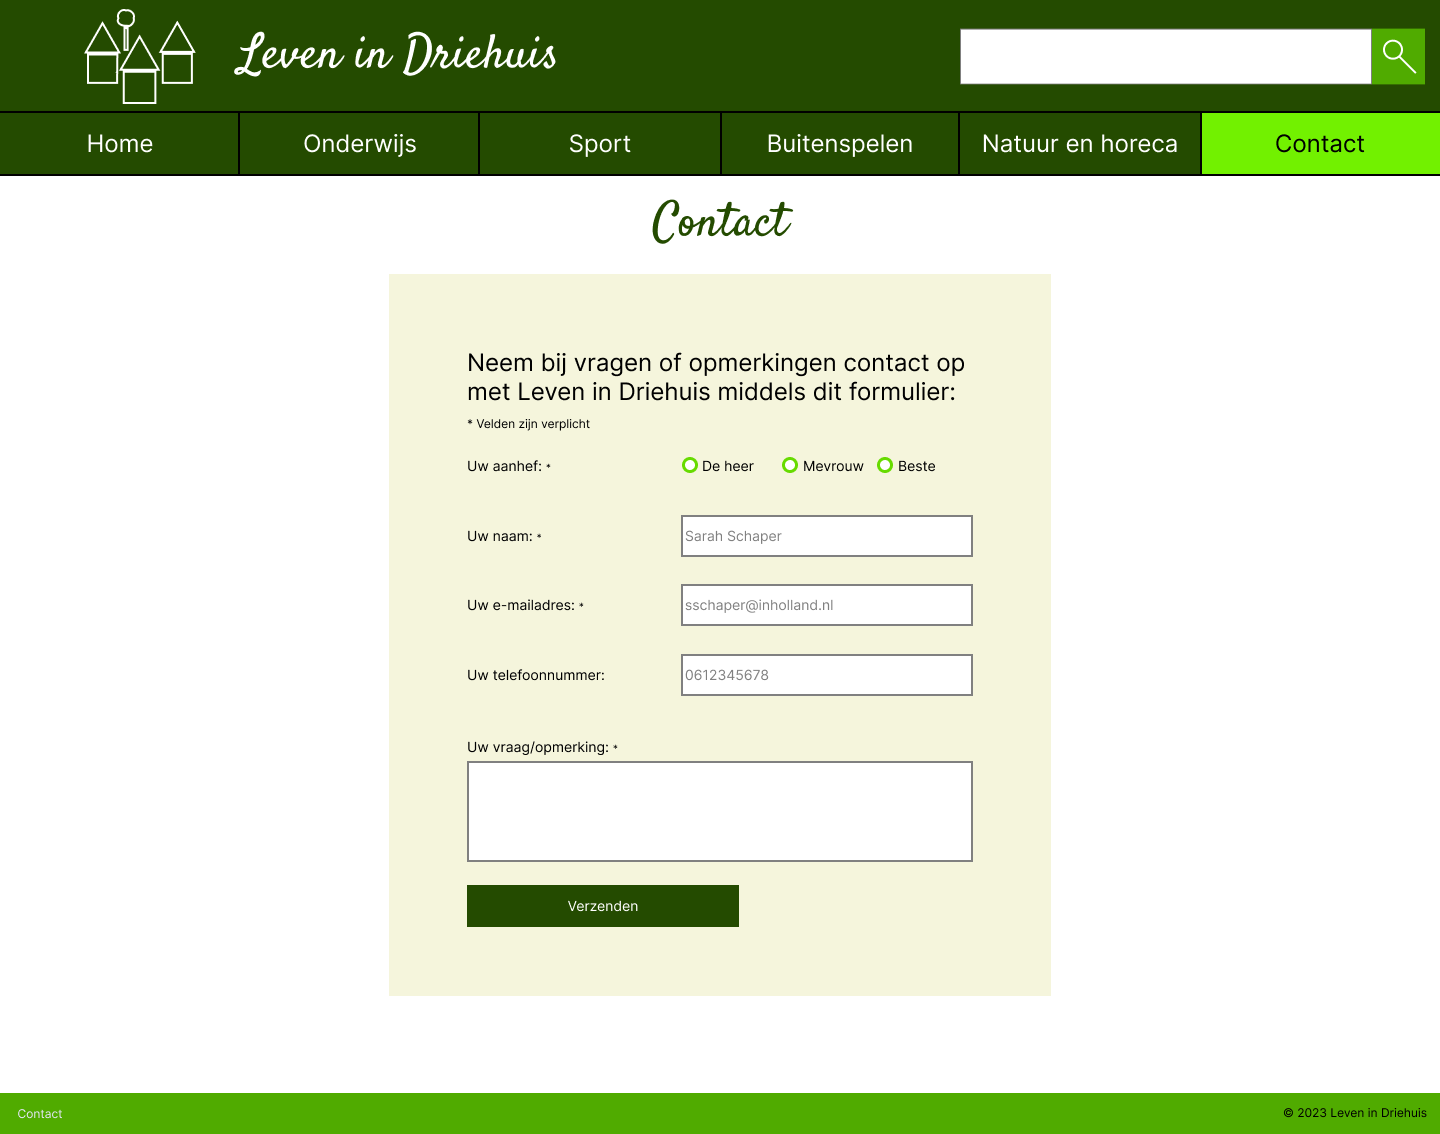 Leven in Driehuis
Home Onderwijs Sport Buitenspelen Natuur en horeca Contact
Contact
Neem bij vragen of opmerkingen contact op
met Leven in Driehuis middels dit formulier:
* Velden zijn verplicht
Uw aanhef: * De heer Mevrouw Beste
Uw naam: * Sarah Schaper
Uw e-mailadres: * sschaper@inholland.nl
Uw telefoonnummer: 0612345678
Uw vraag/opmerking: *
Verzenden
Contact © 2023 Leven in Driehuis